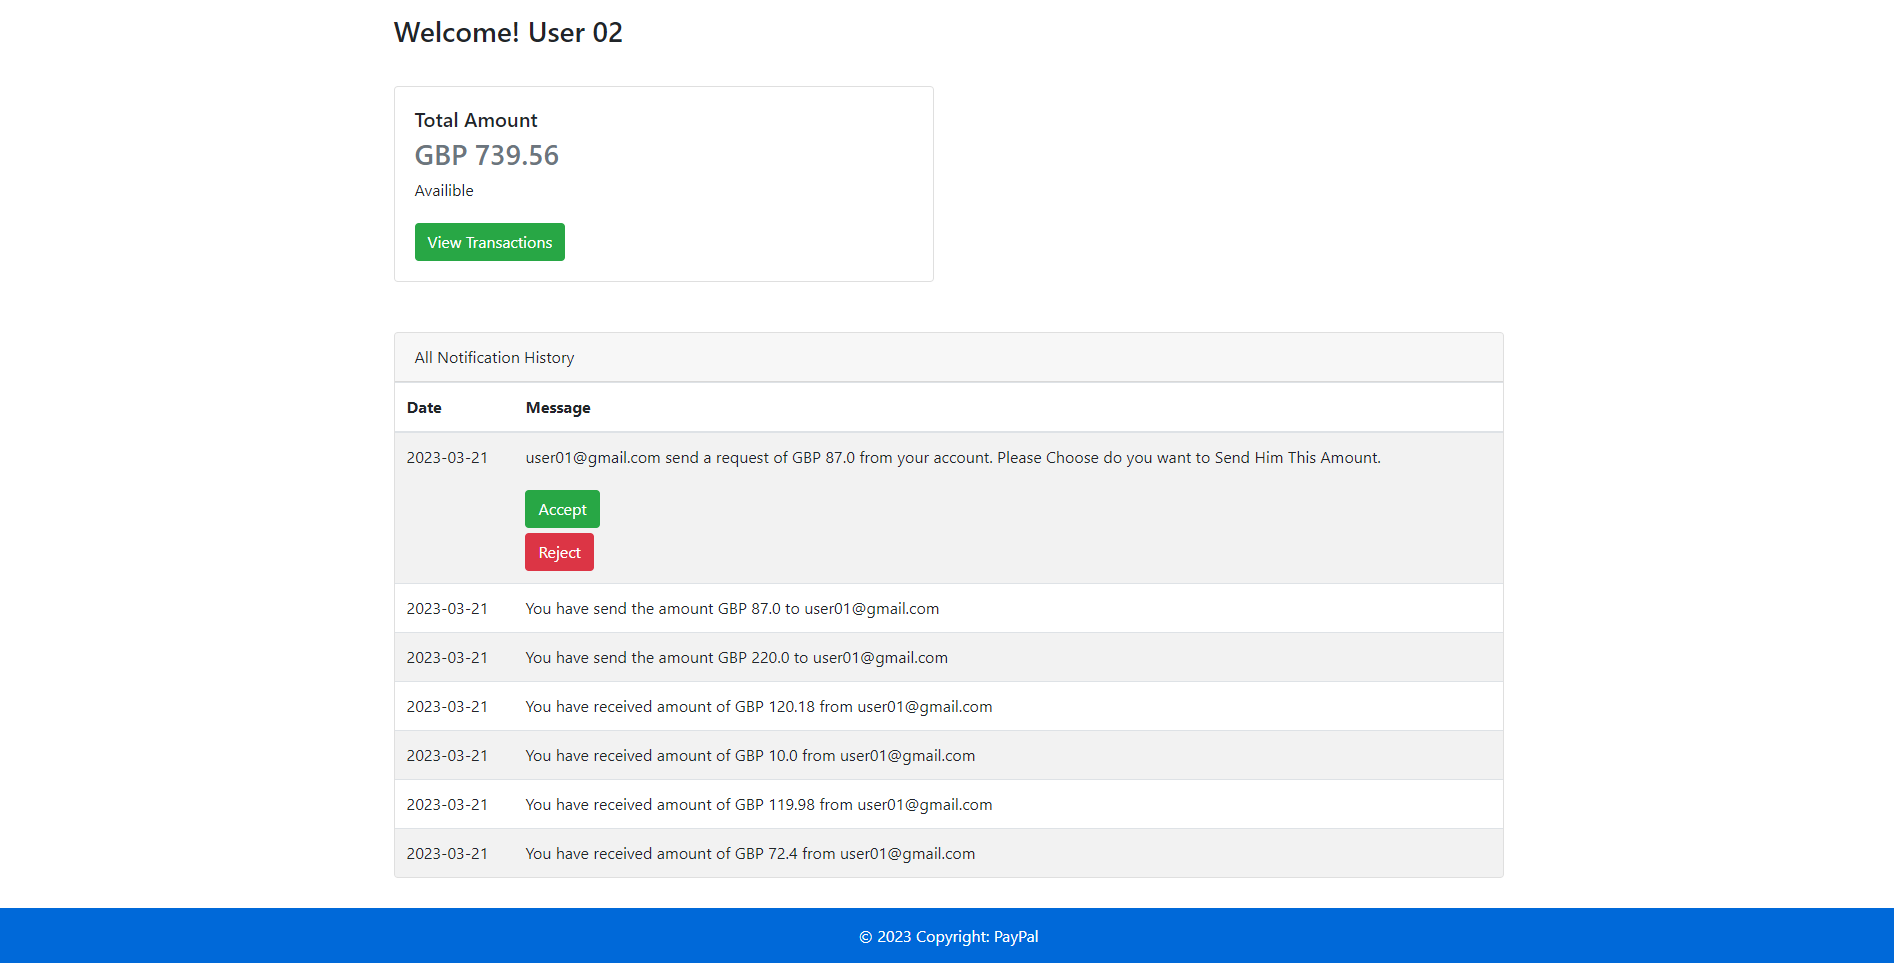 Welcome! User 02
Total Amount
GBP 739.56
Availible
View Transactions
All Notification History
Date Message
2023-03-21 user01@gmail.com send a request of GBP 87.0 from your account. Please Choose do you want to Send Him This Amount.
Accept
Reject
2023-03-21 You have send the amount GBP 87.0 to user01@gmail.com
2023-03-21 You have send the amount GBP 220.0 to user01@gmail.com
2023-03-21 You have received amount of GBP 120.18 from user01@gmail.com
2023-03-21 You have received amount of GBP 10.0 from user01@gmail.com
2023-03-21 You have received amount of GBP 119.98 from user01@gmail.com
2023-03-21 You have received amount of GBP 72.4 from user01@gmail.com
© 2023 Copyright: PayPal